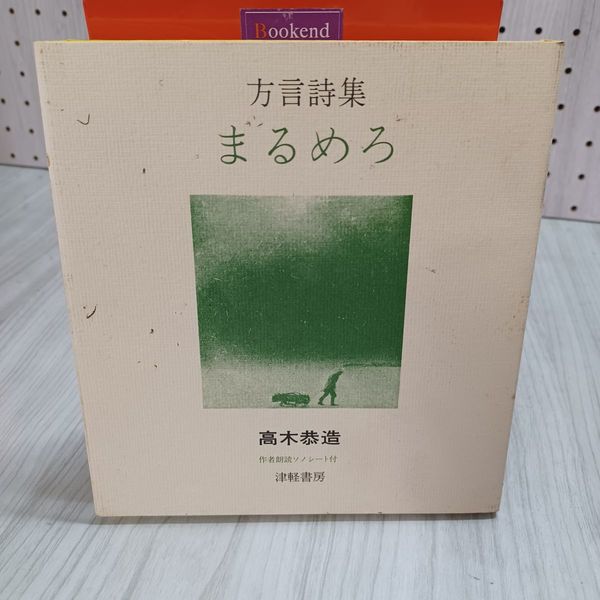 Bookend
方言詩集
まるめろ
高木恭造
作者朗読ソノシート付
津軽書房